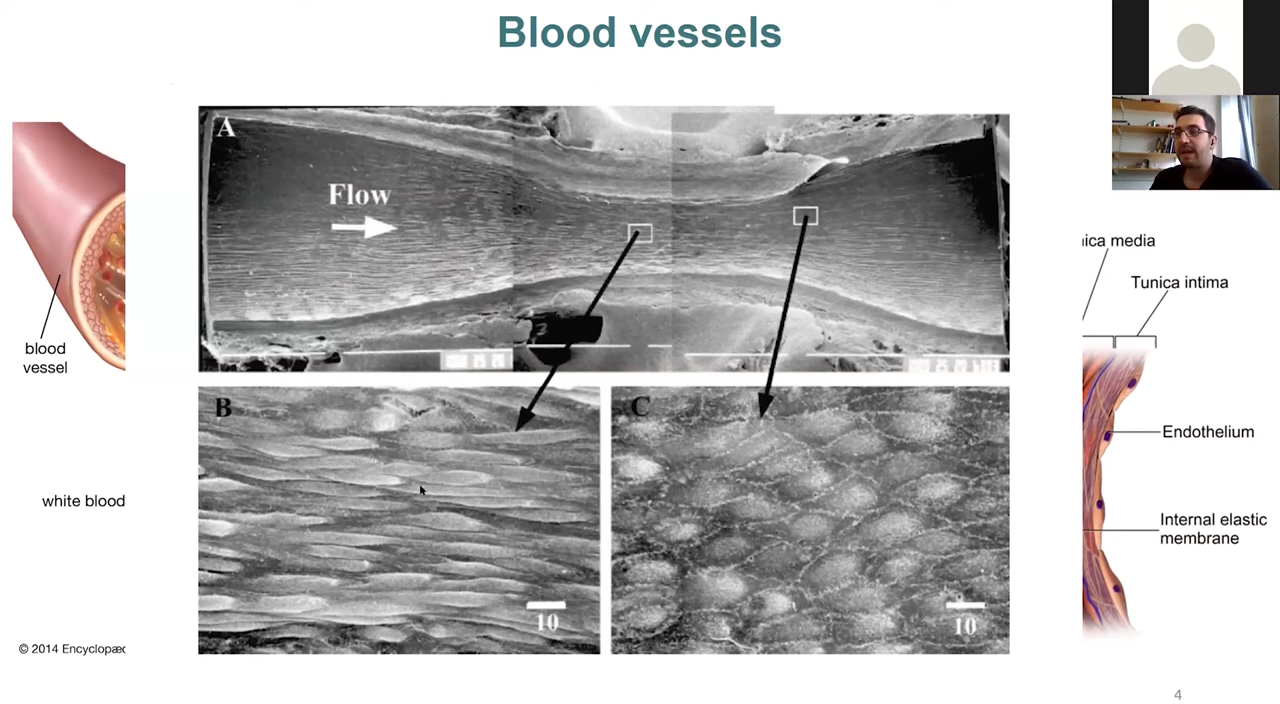 Blood vessels
A
Flow
blood
vessel
white blood
© 2014 Encyclopæd
B
10
C
10
ica media
Tunica intima
Endothelium
Internal elastic
membrane
4